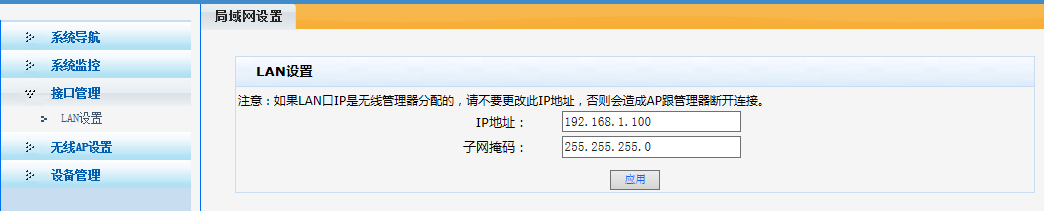 局域网设置
系统导航
系统监控
接口管理
LAN设置
无线AP设置
设备管理
LAN设置
注意：如果LAN口IP是无线管理器分配的，请不要更改此IP地址，否则会造成AP跟管理器断开连接。
IP地址： 192.168.1.100
子网掩码： 255.255.255.0
应用